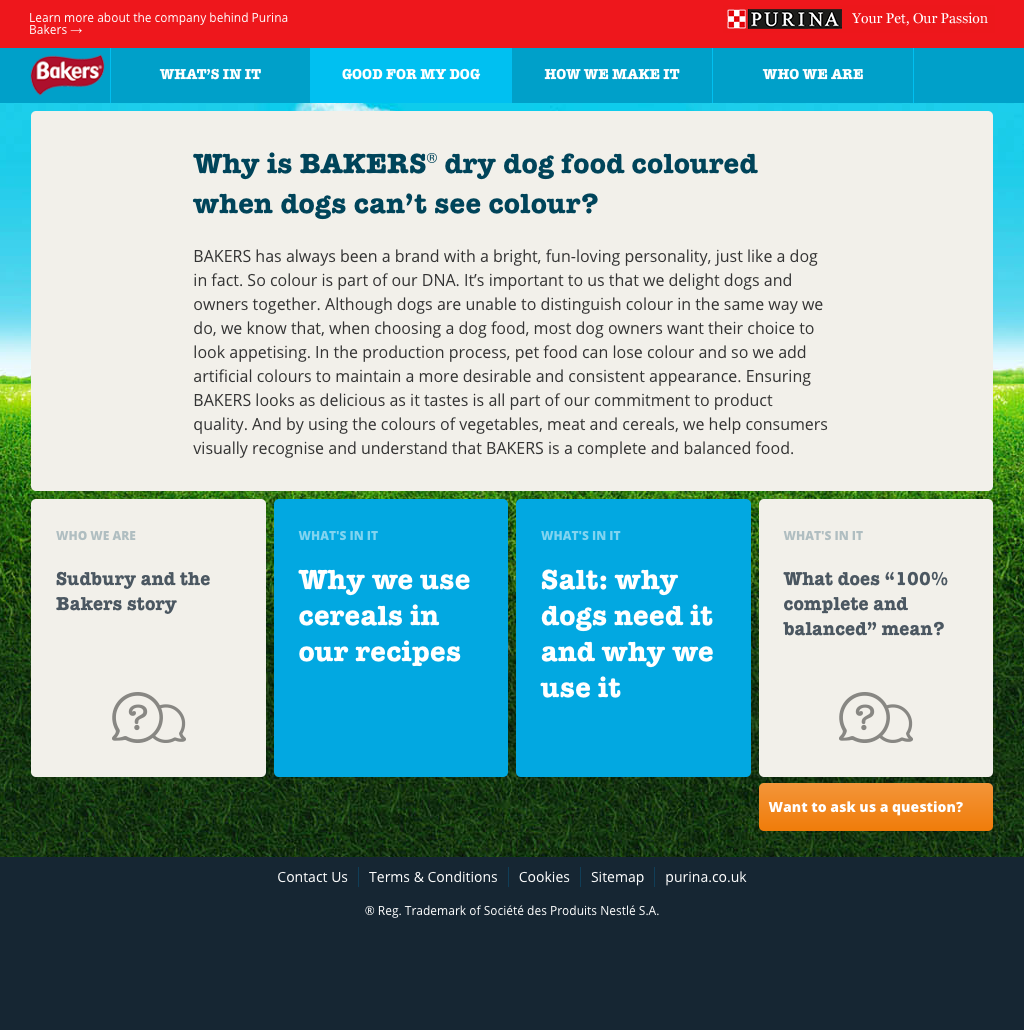 Learn more about the company behind Purina
Bakers →
PURINA Your Pet, Our Passion
Bakers®
WHAT'S IN IT
GOOD FOR MY DOG
HOW WE MAKE IT
WHO WE ARE
Why is BAKERS® dry dog food coloured
when dogs can't see colour?
BAKERS has always been a brand with a bright, fun-loving personality, just like a dog
in fact. So colour is part of our DNA. It's important to us that we delight dogs and
owners together. Although dogs are unable to distinguish colour in the same way we
do, we know that, when choosing a dog food, most dog owners want their choice to
look appetising. In the production process, pet food can lose colour and so we add
artificial colours to maintain a more desirable and consistent appearance. Ensuring
BAKERS looks as delicious as it tastes is all part of our commitment to product
quality. And by using the colours of vegetables, meat and cereals, we help consumers
visually recognise and understand that BAKERS is a complete and balanced food.
WHO WE ARE
Sudbury and the
Bakers story
?
WHAT'S IN IT
Why we use
cereals in
our recipes
WHAT'S IN IT
Salt: why
dogs need it
and why we
use it
WHAT'S IN IT
What does “100%
complete and
balanced” mean?
?
Want to ask us a question?
Contact Us
Terms & Conditions
Cookies
Sitemap
purina.co.uk
® Reg. Trademark of Société des Produits Nestlé S.A.